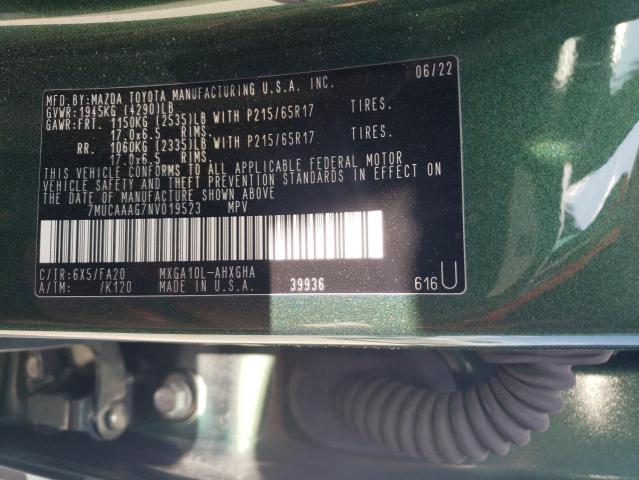 MFD.BY:MAZDA TOYOTA MANUFACTURING U.S.A. INC. 06/22
GVWR:1945KG (4290)LB
GAWR:FRT. 1150KG (2535)LB WITH P215/65R17 TIRES.
17.0x6.5 RIMS.
RR. 1060KG (2335)LB WITH P215/65R17 TIRES.
17.0x6.5 RIMS.
THIS VEHICLE CONFORMS TO ALL APPLICABLE FEDERAL MOTOR
VEHICLE SAFETY AND THEFT PREVENTION STANDARDS IN EFFECT ON
THE DATE OF MANUFACTURE SHOWN ABOVE.
7MUCAAAG7NV019523 MPV
C/TR:6X5/FA20 MXGA10L-AHXGHA
A/TM: /K120 MADE IN U.S.A. 39936 616U